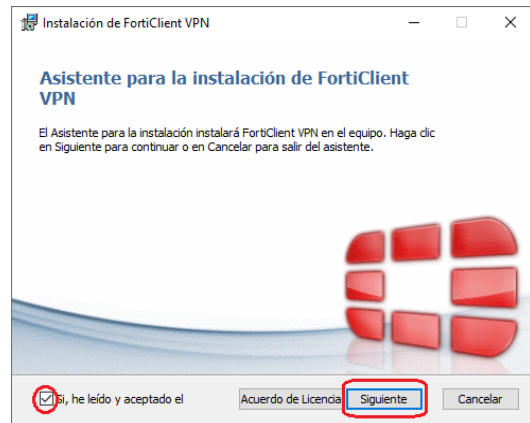 Instalación de FortiClient VPN
Asistente para la instalación de FortiClient
VPN
El Asistente para la instalación instalará FortiClient VPN en el equipo. Haga clic
en Siguiente para continuar o en Cancelar para salir del asistente.
Si, he leído y aceptado el
Acuerdo de Licencia
Siguiente
Cancelar